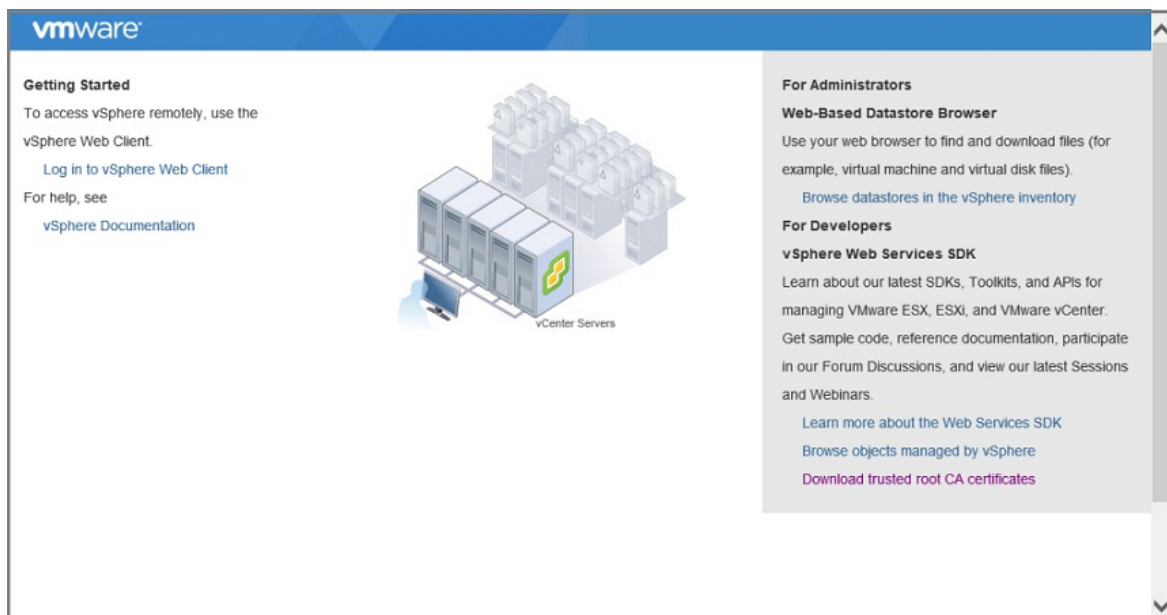 vmware
Getting Started
To access vSphere remotely, use the
vSphere Web Client.
Log in to vSphere Web Client
For help, see
vSphere Documentation
vCenter Servers
For Administrators
Web-Based Datastore Browser
Use your web browser to find and download files (for
example, virtual machine and virtual disk files).
Browse datastores in the vSphere inventory
For Developers
vSphere Web Services SDK
Learn about our latest SDKs, Toolkits, and APIs for
managing VMware ESX, ESXi, and VMware vCenter.
Get sample code, reference documentation, participate
in our Forum Discussions, and view our latest Sessions
and Webinars.
Learn more about the Web Services SDK
Browse objects managed by vSphere
Download trusted root CA certificates